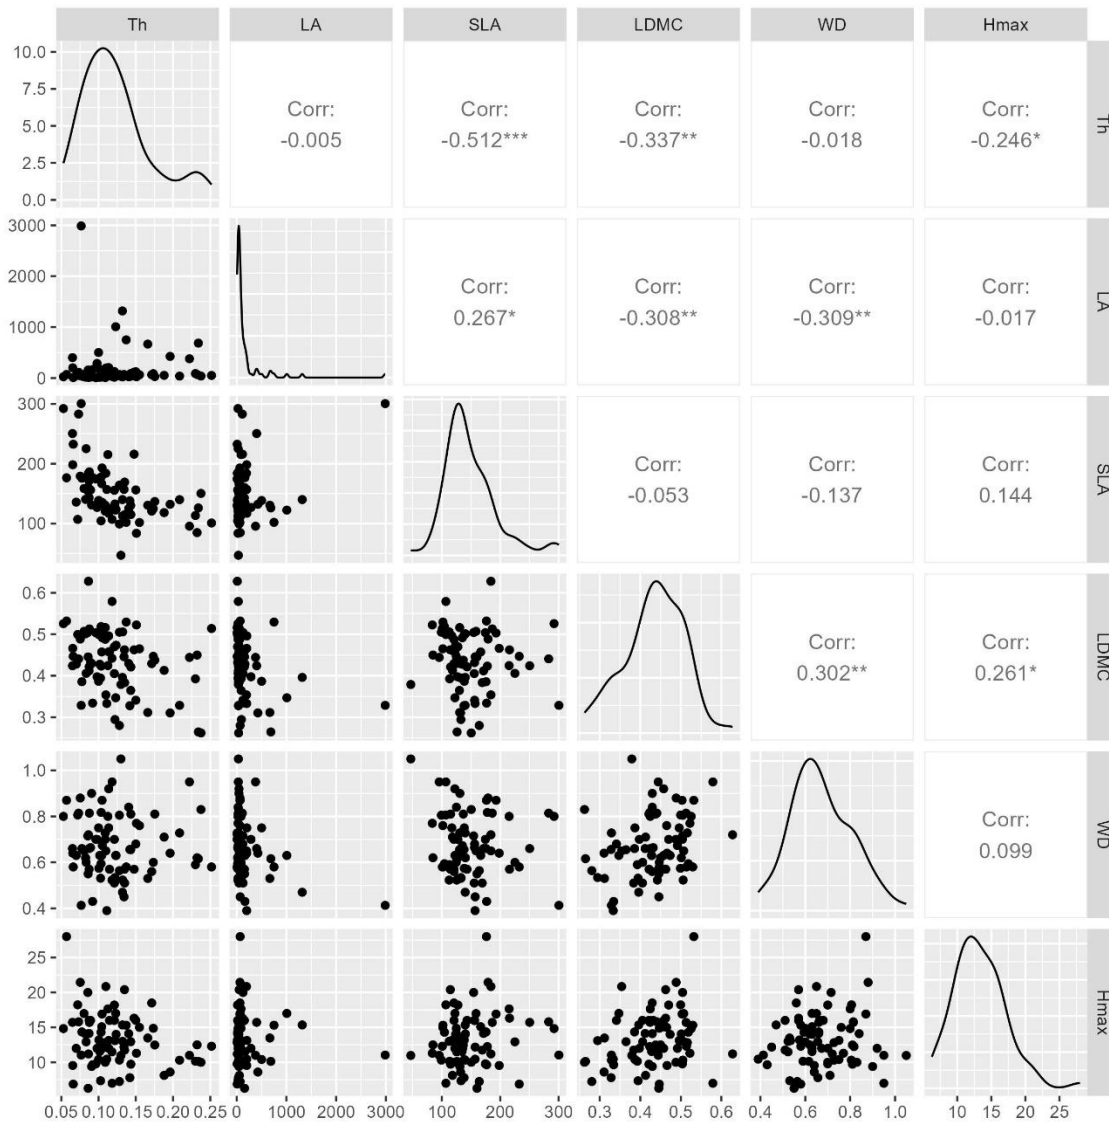 Th LA SLA LDMC WD Hmax
10.0
7.5
5.0
2.5
0.0
Corr:
-0.005
Corr:
-0.512***
Corr:
-0.337**
Corr:
-0.018
Corr:
-0.246*
Th
3000
2000
1000
0
Corr:
0.267*
Corr:
-0.308**
Corr:
-0.309**
Corr:
-0.017
LA
300
200
100
Corr:
-0.053
Corr:
-0.137
Corr:
0.144
SLA
0.6
0.5
0.4
0.3
Corr:
0.302**
Corr:
0.261*
LDMC
1.0
0.8
0.6
0.4
Corr:
0.099
WD
25
20
15
10
Hmax
0.05 0.10 0.15 0.20 0.25 0 1000 2000 3000 100 200 300 0.3 0.4 0.5 0.6 0.4 0.6 0.8 1.0 10 15 20 25